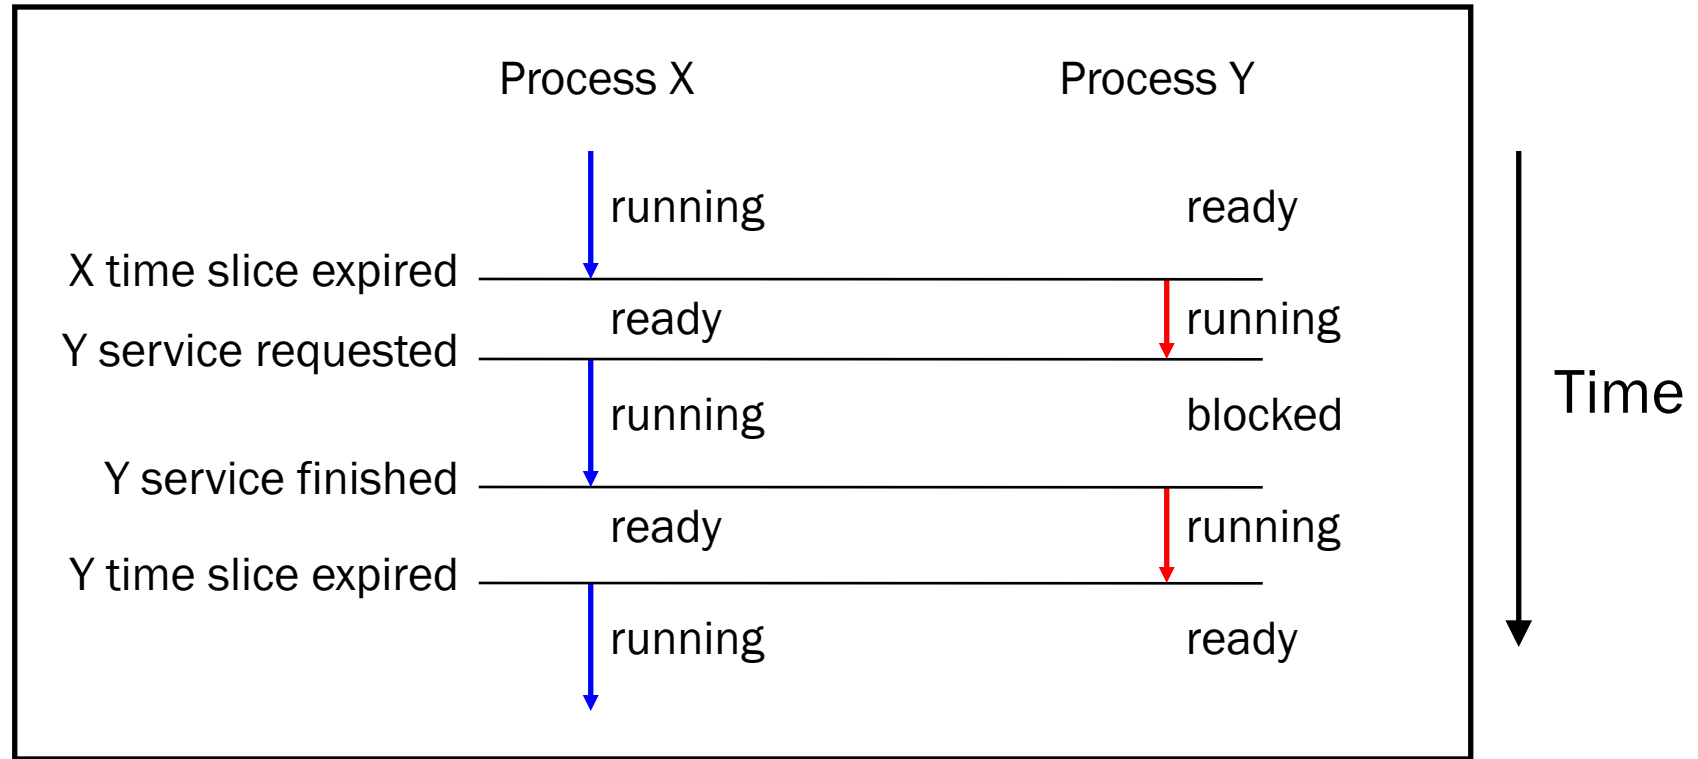 Process X Process Y
running ready
X time slice expired
ready running
Y service requested
running blocked
Time
Y service finished
ready running
Y time slice expired
running ready